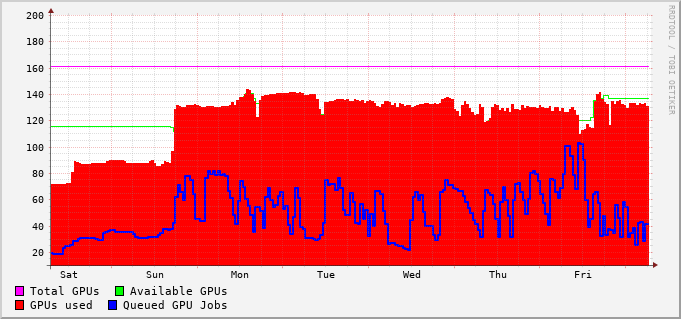 200
180
160
140
120
100
80
60
40
20
Sat Sun Mon Tue Wed Thu Fri
Total GPUs Available GPUs
GPUs used Queued GPU Jobs
RRDTOOL / TOBI OETIKER